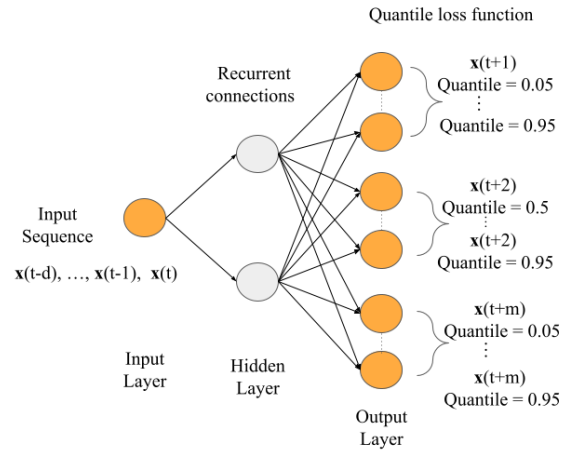 Quantile loss function
Recurrent
connections
x(t+1)
Quantile = 0.05
⋮
Quantile = 0.95
x(t+2)
Quantile = 0.5
⋮
x(t+2)
Quantile = 0.95
x(t+m)
Quantile = 0.05
⋮
x(t+m)
Quantile = 0.95
Input
Sequence
x(t-d), …, x(t-1), x(t)
Input
Layer
Hidden
Layer
Output
Layer